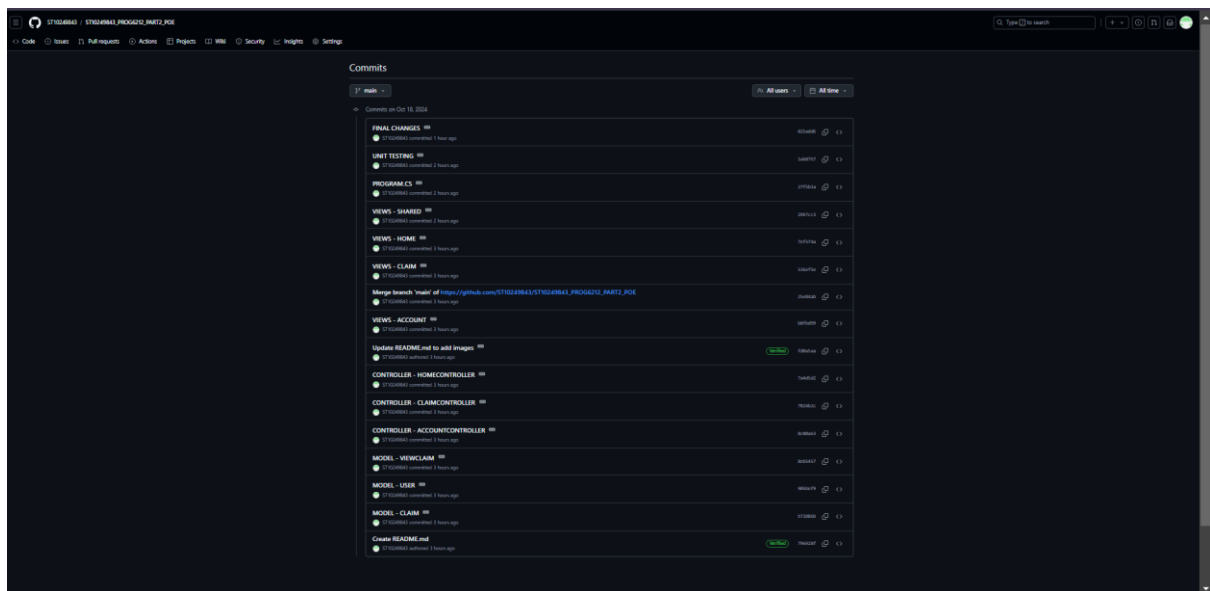 ST10249843 / ST10249843_PROG6212_PART2_POE
Type / to search
Code Issues Pull requests Actions Projects Wiki Security Insights Settings
Commits
main All users All time
Commits on Oct 18, 2024
FINAL CHANGES
ST10249843 committed 1 hour ago
UNIT TESTING
ST10249843 committed 2 hours ago
PROGRAM.CS
ST10249843 committed 2 hours ago
VIEWS - SHARED
ST10249843 committed 2 hours ago
VIEWS - HOME
ST10249843 committed 3 hours ago
VIEWS - CLAIM
ST10249843 committed 3 hours ago
Merge branch 'main' of https://github.com/ST10249843/ST10249843_PROG6212_PART2_POE
ST10249843 committed 3 hours ago
VIEWS - ACCOUNT
ST10249843 committed 3 hours ago
Update README.md to add images
Verified
ST10249843 authored 3 hours ago
CONTROLLER - HOMECONTROLLER
ST10249843 committed 3 hours ago
CONTROLLER - CLAIMCONTROLLER
ST10249843 committed 3 hours ago
CONTROLLER - ACCOUNTCONTROLLER
ST10249843 committed 3 hours ago
MODEL - VIEWCLAIM
ST10249843 committed 3 hours ago
MODEL - USER
ST10249843 committed 3 hours ago
MODEL - CLAIM
ST10249843 committed 3 hours ago
Create README.md
Verified
ST10249843 authored 3 hours ago